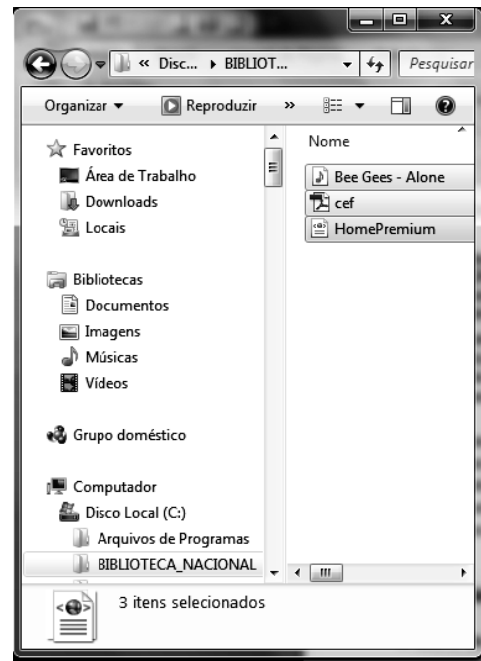 « Disc... ▸ BIBLIOT...
Pesquisar
Organizar
Reproduzir
»
Favoritos
Área de Trabalho
Downloads
Locais
Bibliotecas
Documentos
Imagens
Músicas
Vídeos
Grupo doméstico
Computador
Disco Local (C:)
Arquivos de Programas
BIBLIOTECA_NACIONAL
Nome
Bee Gees - Alone
cef
HomePremium
3 itens selecionados